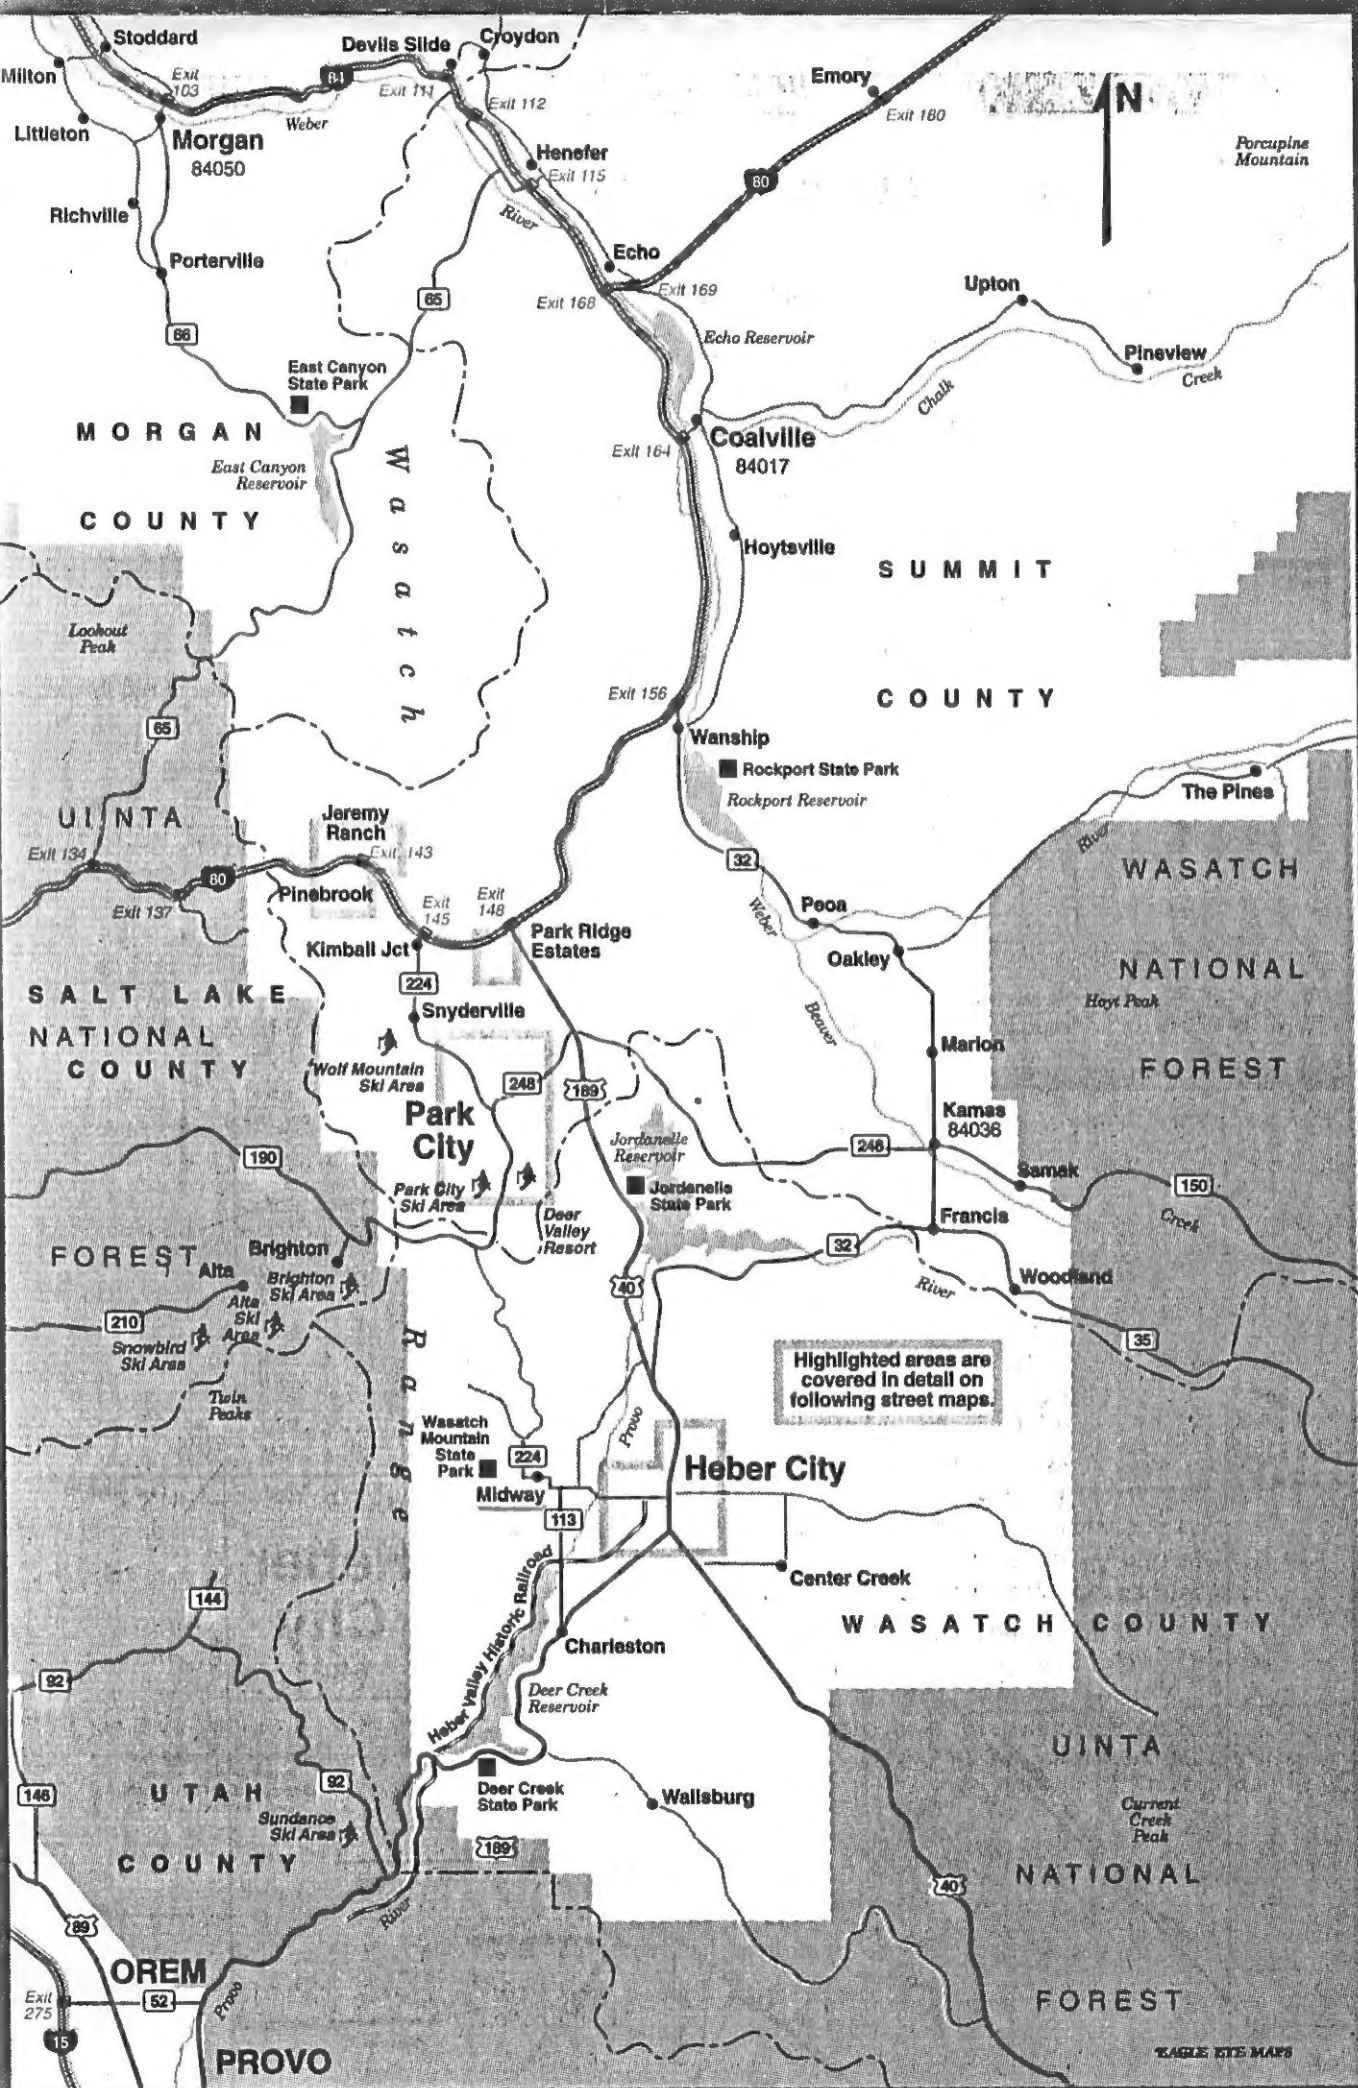 Stoddard
Devils Slide
Croydon
Milton
Exit
103
84
Exit 111
Emory
N
Exit 112
Exit 180
Littleton
Weber
Morgan
84050
Porcupine
Mountain
Henefer
Exit 115
80
Richville
River
Porterville
Echo
65
Exit 168
Exit 169
Upton
66
Echo Reservoir
Pineview
East Canyon
State Park
Chalk
Creek
MORGAN
Coalville
84017
Exit 164
East Canyon
Reservoir
Wasatch
COUNTY
Hoytsville
SUMMIT
Lookout
Peak
Exit 156
COUNTY
65
Wanship
Rockport State Park
The Pines
Rockport Reservoir
UINTA
Jeremy
Ranch
River
Exit 134
Exit 143
32
WASATCH
80
Pinebrook
Exit
145
Exit
148
Exit 137
Weber
Peoa
Park Ridge
Estates
Kimball Jct
Oakley
NATIONAL
224
SALT LAKE
Hoyt Peak
Snyderville
Beaver
NATIONAL
Marion
COUNTY
Wolf Mountain
Ski Area
FOREST
248
189
Park
City
Kamas
84036
Jordanelle
Reservoir
248
190
Samak
Park City
Ski Area
Jordanelle
State Park
150
Deer
Valley
Resort
Francis
Creek
32
FOREST
Brighton
Alta
Brighton
Ski Area
40
River
Woodland
Alta
Ski
Area
210
Snowbird
Ski Area
35
Range
Highlighted areas are
covered in detail on
following street maps.
Twin
Peaks
Wasatch
Mountain
State
Park
Provo
224
Heber City
Midway
113
Heber Valley Historic Railroad
Center Creek
144
WASATCH COUNTY
Charleston
92
Deer Creek
Reservoir
UINTA
92
146
UTAH
Deer Creek
State Park
Wallsburg
Sundance
Ski Area
Current
Creek
Peak
189
COUNTY
NATIONAL
40
River
89
OREM
Exit
275
52
Provo
FOREST
15
PROVO
EAGLE EYE MAPS